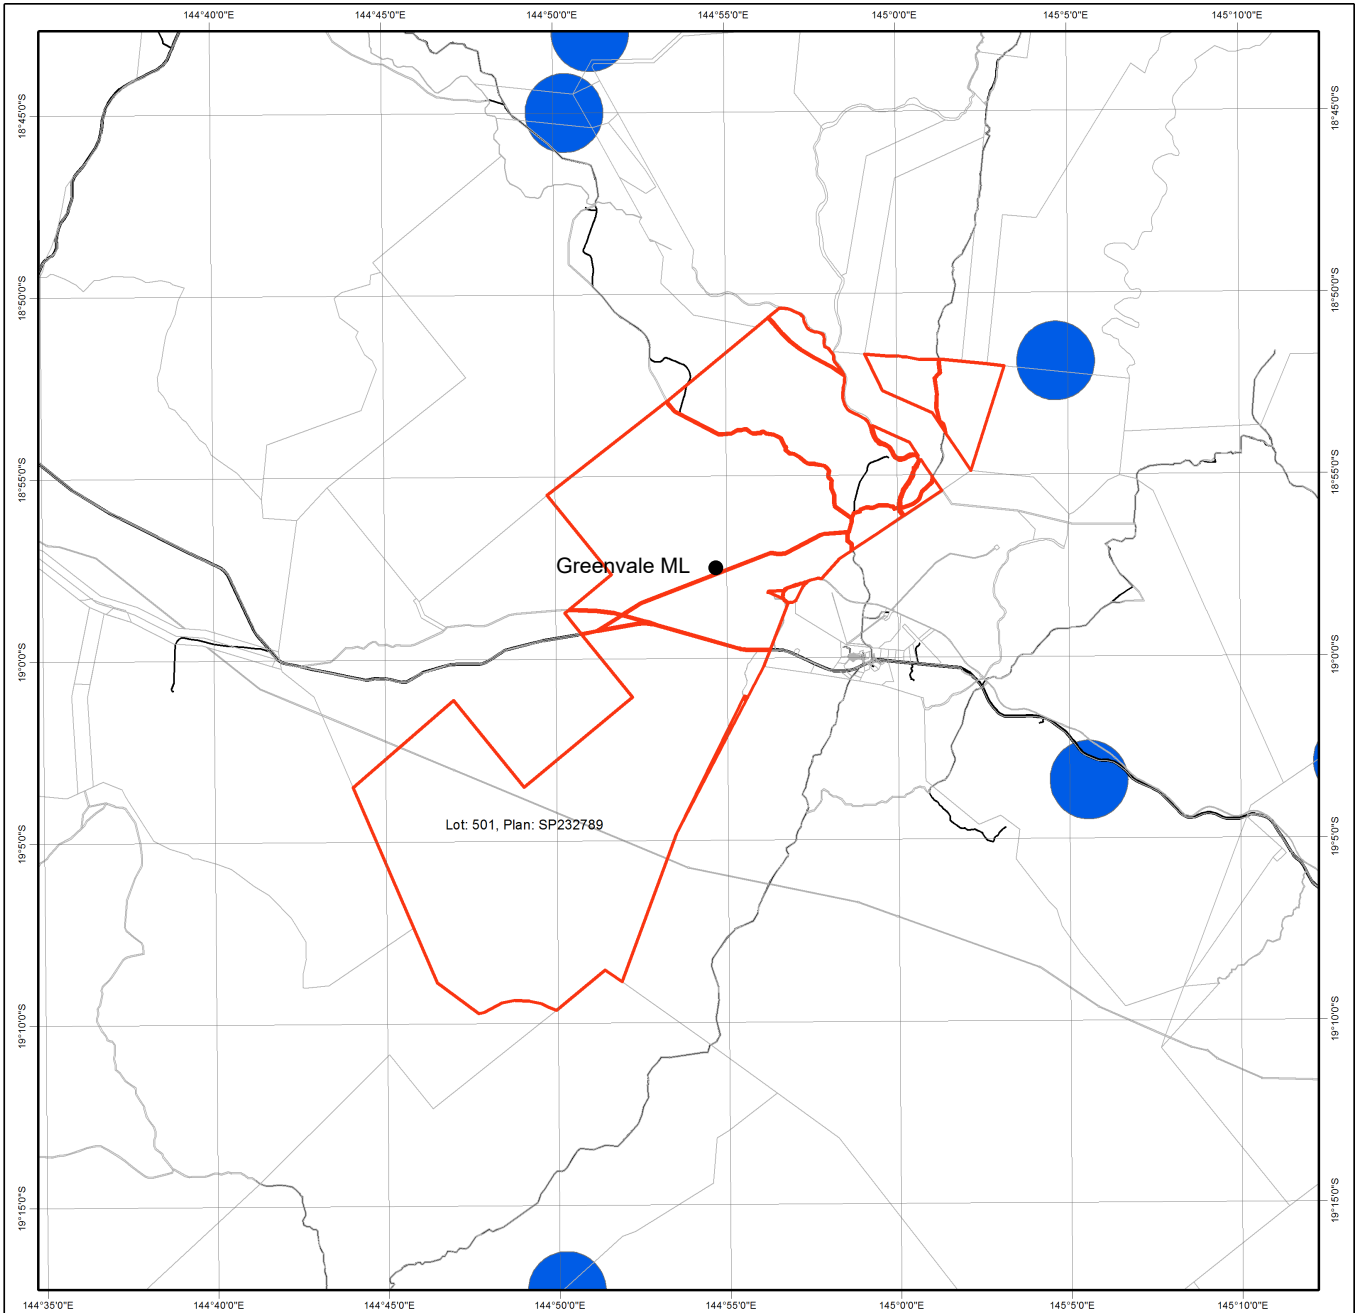 144°40'0"E
144°45'0"E
144°50'0"E
144°55'0"E
145°0'0"E
145°5'0"E
145°10'0"E
18°45'0"S
18°45'0"S
18°50'0"S
18°50'0"S
18°55'0"S
18°55'0"S
Greenvale ML
19°0'0"S
19°0'0"S
Lot: 501, Plan: SP232789
19°5'0"S
19°5'0"S
19°10'0"S
19°10'0"S
19°15'0"S
19°15'0"S
144°35'0"E
144°40'0"E
144°45'0"E
144°50'0"E
144°55'0"E
145°0'0"E
145°5'0"E
145°10'0"E